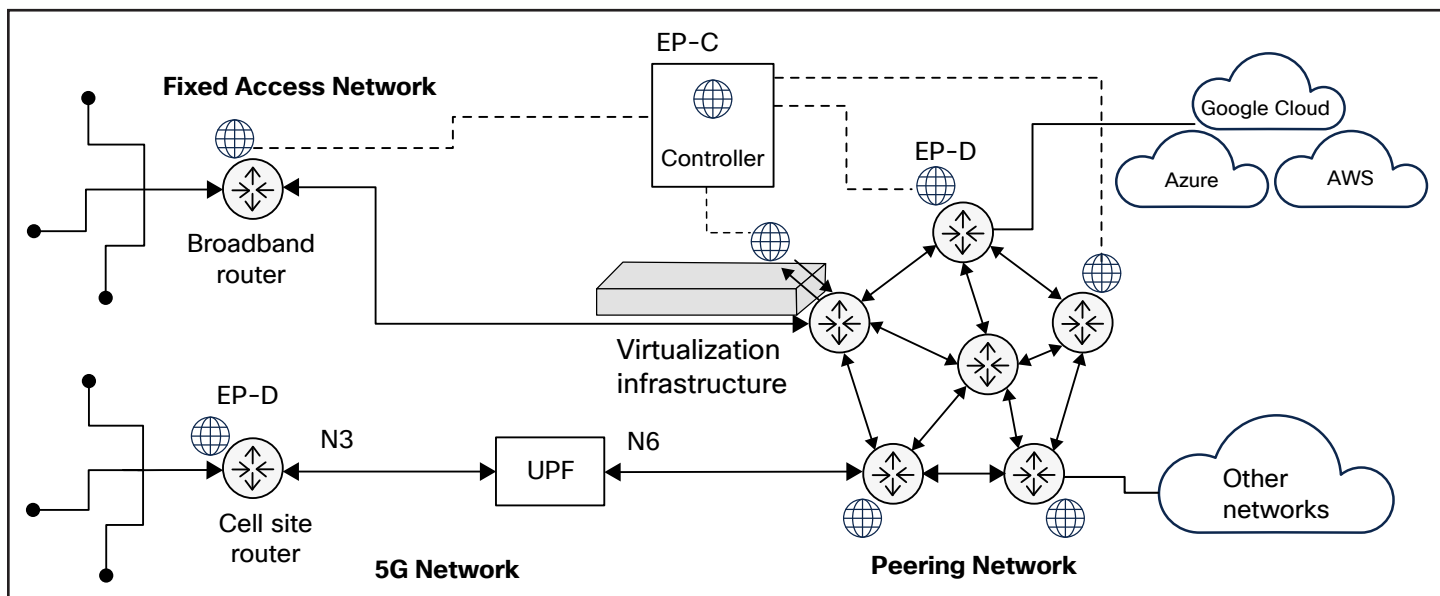 EP-C
Fixed Access Network
Controller
Google Cloud
EP-D
Azure
AWS
Broadband
router
Virtualization
infrastructure
EP-D
N3
UPF
N6
Cell site
router
Other
networks
5G Network
Peering Network